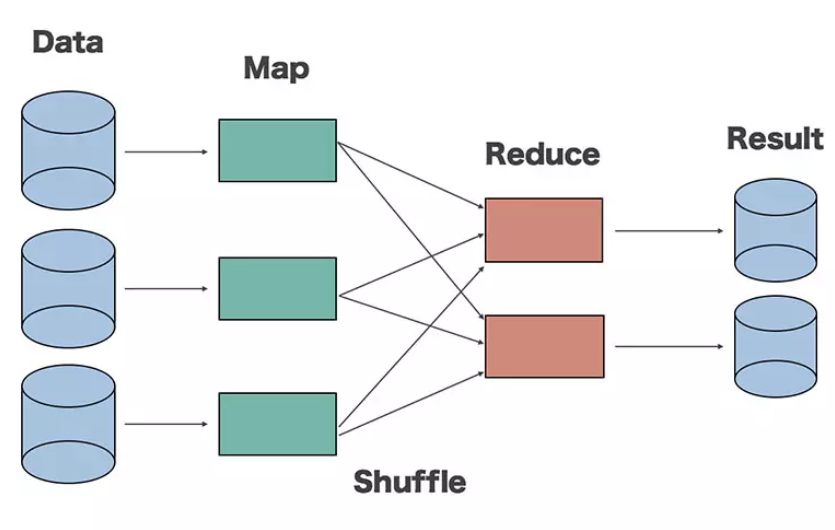 Data
Map
Reduce
Result
Shuffle